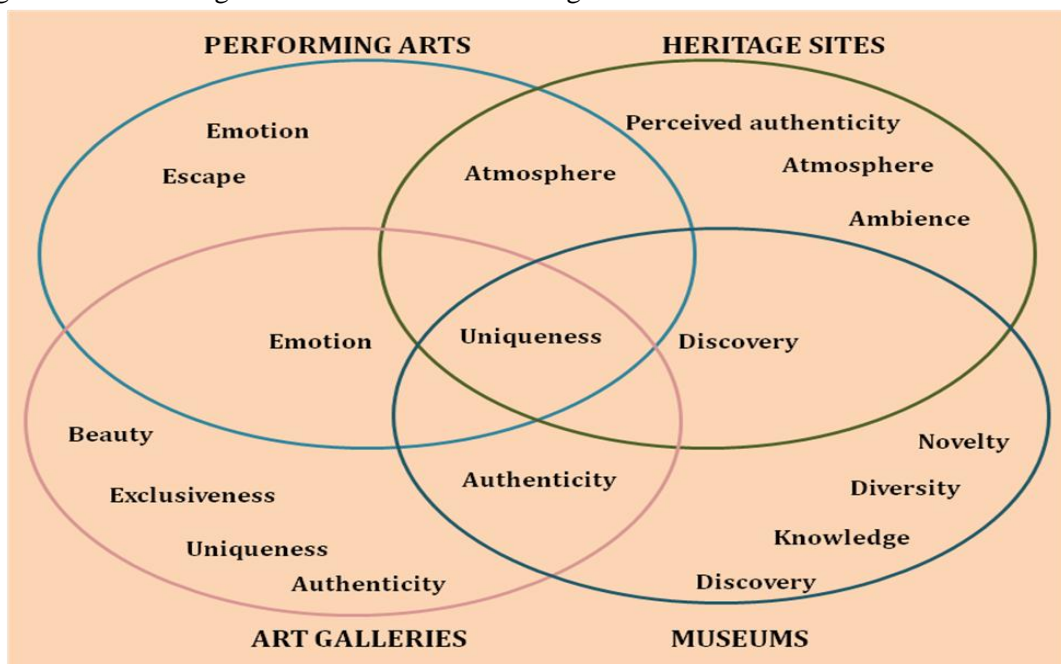 PERFORMING ARTS
HERITAGE SITES
Emotion
Perceived authenticity
Escape
Atmosphere
Atmosphere
Ambience
Emotion
Uniqueness
Discovery
Beauty
Novelty
Exclusiveness
Authenticity
Diversity
Uniqueness
Knowledge
Authenticity
Discovery
ART GALLERIES
MUSEUMS